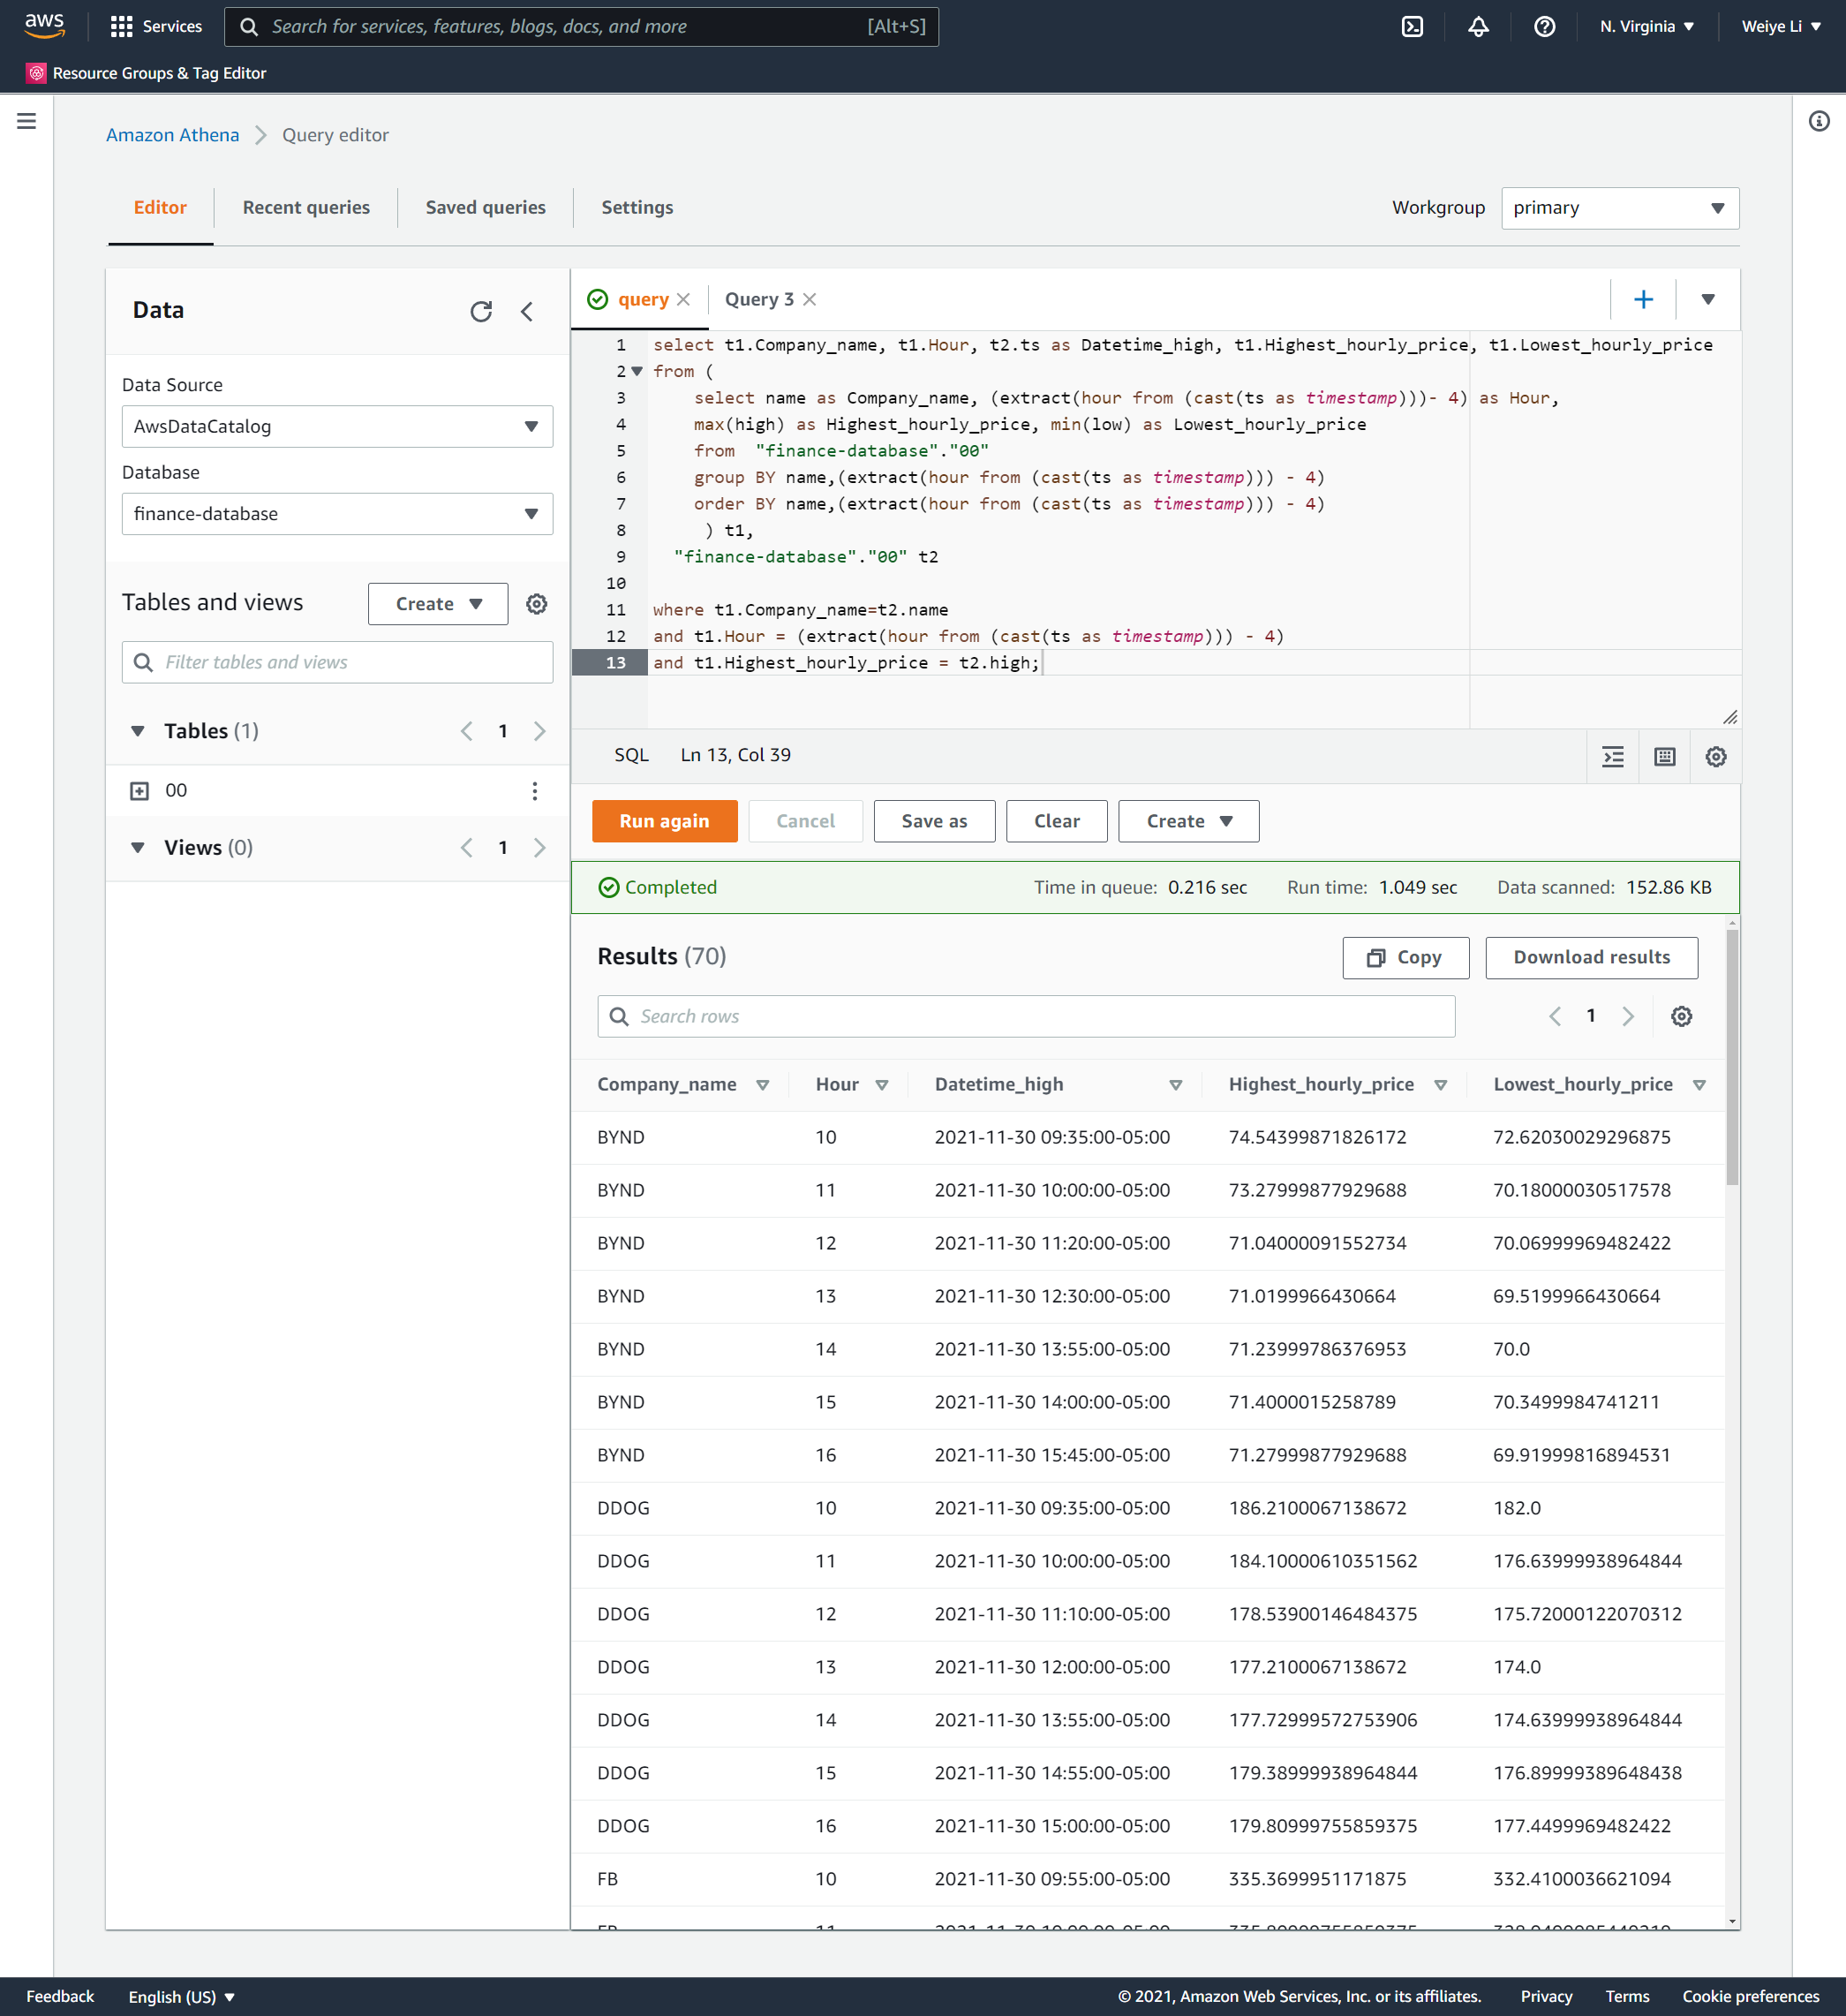 aws Services Search for services, features, blogs, docs, and more [Alt+S] N. Virginia Weiye Li
Resource Groups & Tag Editor
Amazon Athena Query editor
Editor Recent queries Saved queries Settings Workgroup primary
Data
Data Source
AwsDataCatalog
Database
finance-database
Tables and views Create
Filter tables and views
Tables (1) 1
00
Views (0) 1
query Query 3
1 select t1.Company_name, t1.Hour, t2.ts as Datetime_high, t1.Highest_hourly_price, t1.Lowest_hourly_price
2 from (
3 select name as Company_name, (extract(hour from (cast(ts as timestamp)))- 4) as Hour,
4 max(high) as Highest_hourly_price, min(low) as Lowest_hourly_price
5 from "finance-database"."00"
6 group BY name,(extract(hour from (cast(ts as timestamp))) - 4)
7 order BY name,(extract(hour from (cast(ts as timestamp))) - 4)
8 ) t1,
9 "finance-database"."00" t2
10
11 where t1.Company_name=t2.name
12 and t1.Hour = (extract(hour from (cast(ts as timestamp))) - 4)
13 and t1.Highest_hourly_price = t2.high;
SQL Ln 13, Col 39
Run again Cancel Save as Clear Create
Completed Time in queue: 0.216 sec Run time: 1.049 sec Data scanned: 152.86 KB
Results (70) Copy Download results
Search rows 1
Company_name Hour Datetime_high Highest_hourly_price Lowest_hourly_price
BYND 10 2021-11-30 09:35:00-05:00 74.54399871826172 72.62030029296875
BYND 11 2021-11-30 10:00:00-05:00 73.27999877929688 70.18000030517578
BYND 12 2021-11-30 11:20:00-05:00 71.04000091552734 70.06999969482422
BYND 13 2021-11-30 12:30:00-05:00 71.0199966430664 69.5199966430664
BYND 14 2021-11-30 13:55:00-05:00 71.23999786376953 70.0
BYND 15 2021-11-30 14:00:00-05:00 71.4000015258789 70.3499984741211
BYND 16 2021-11-30 15:45:00-05:00 71.27999877929688 69.91999816894531
DDOG 10 2021-11-30 09:35:00-05:00 186.2100067138672 182.0
DDOG 11 2021-11-30 10:00:00-05:00 184.10000610351562 176.63999938964844
DDOG 12 2021-11-30 11:10:00-05:00 178.53900146484375 175.72000122070312
DDOG 13 2021-11-30 12:00:00-05:00 177.2100067138672 174.0
DDOG 14 2021-11-30 13:55:00-05:00 177.72999572753906 174.63999938964844
DDOG 15 2021-11-30 14:55:00-05:00 179.38999938964844 176.89999389648438
DDOG 16 2021-11-30 15:00:00-05:00 179.80999755859375 177.4499969482422
FB 10 2021-11-30 09:55:00-05:00 335.3699951171875 332.4100036621094
Feedback English (US) © 2021, Amazon Web Services, Inc. or its affiliates. Privacy Terms Cookie preferences